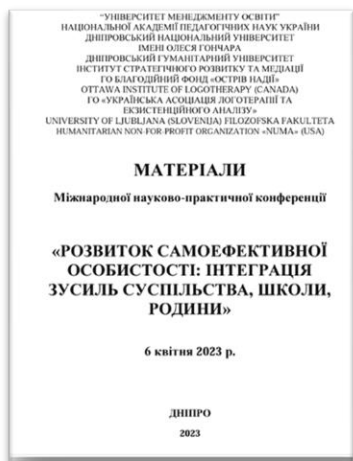 "УНІВЕРСИТЕТ МЕНЕДЖМЕНТУ ОСВІТИ"
НАЦІОНАЛЬНОЇ АКАДЕМІЇ ПЕДАГОГІЧНИХ НАУК УКРАЇНИ
ДНІПРОВСЬКИЙ НАЦІОНАЛЬНИЙ УНІВЕРСИТЕТ
ІМЕНІ ОЛЕСЯ ГОНЧАРА
ДНІПРОВСЬКИЙ ГУМАНІТАРНИЙ УНІВЕРСИТЕТ
ІНСТИТУТ СТРАТЕГІЧНОГО РОЗВИТКУ ТА МЕДІАЦІЇ
ГО БЛАГОДІЙНИЙ ФОНД «ОСТРІВ НАДІЇ»
OTTAWA INSTITUTE OF LOGOTHERAPY (CANADA)
ГО «УКРАЇНСЬКА АСОЦІАЦІЯ ЛОГОТЕРАПІЇ ТА
ЕКЗИСТЕНЦІЙНОГО АНАЛІЗУ»
UNIVERSITY OF LJUBLJANA (SLOVENIJA) FILOZOFSKA FAKULTETA
HUMANITARIAN NON-FOR-PROFIT ORGANIZATION «NUMA» (USA)
МАТЕРІАЛИ
Міжнародної науково-практичної конференції
«РОЗВИТОК САМОЕФЕКТИВНОЇ
ОСОБИСТОСТІ: ІНТЕГРАЦІЯ
ЗУСИЛЬ СУСПІЛЬСТВА, ШКОЛИ,
РОДИНИ»
6 квітня 2023 р.
ДНІПРО
2023